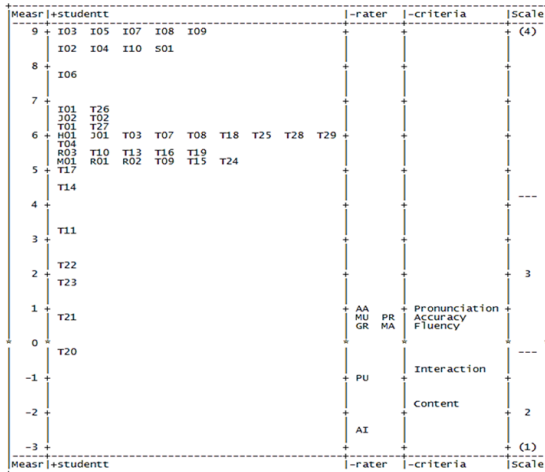 Measr|+studentt |-rater |-criteria |Scale
9 + I03 I05 I07 I08 I09 + + + (4)
I02 I04 I10 S01
8 + + + +
I06
7 + + + +
I01 T26
J02 T02
T01 T27
6 + H01 J01 T03 T07 T08 T18 T25 T28 T29 + + +
T04
R03 T10 T13 T16 T19
M01 R01 R02 T09 T15 T24
5 + T17 + + +
T14
4 + + + + ---
T11
3 + + + +
T22
2 + + + + 3
T23
1 + + AA + Pronunciation +
T21 MU PR | Accuracy
GR MA | Fluency
0 * * * *
T20 ---
Interaction
-1 + + PU + +
Content
-2 + + + + 2
AI
-3 + + + + (1)
Measr|+studentt |-rater |-criteria |Scale